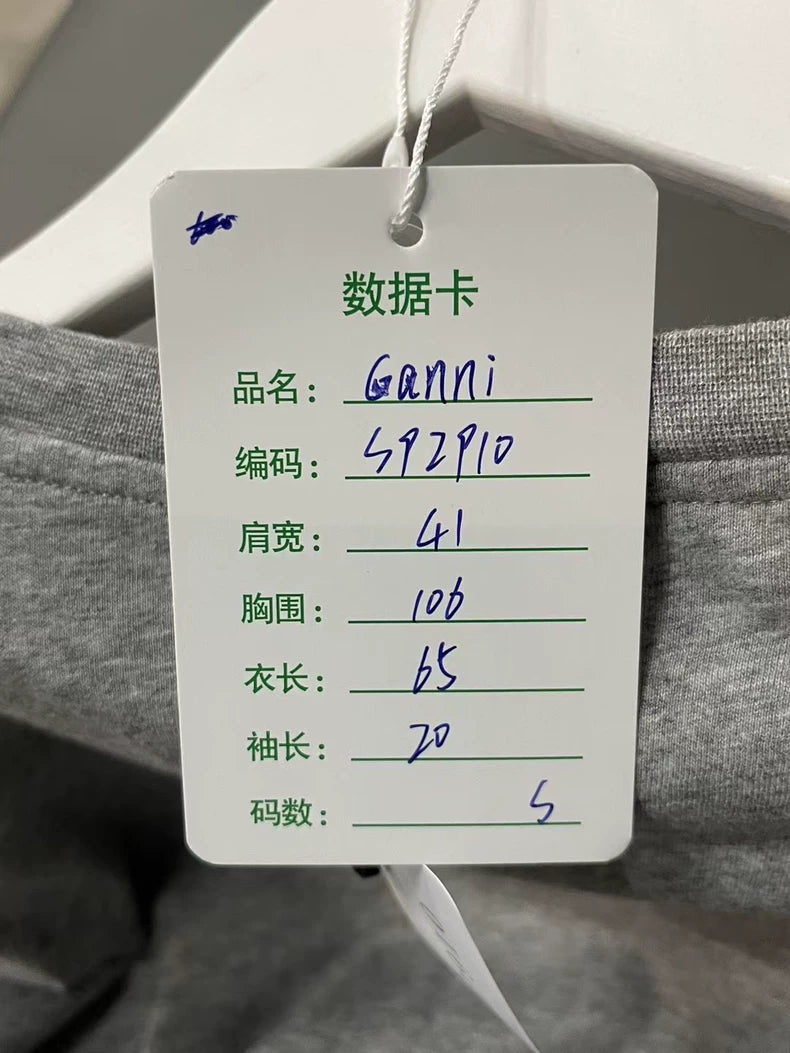 数据卡
品名: Ganni
编码: SP2P10
肩宽: 41
胸围: 106
衣长: 65
袖长: 20
码数: S